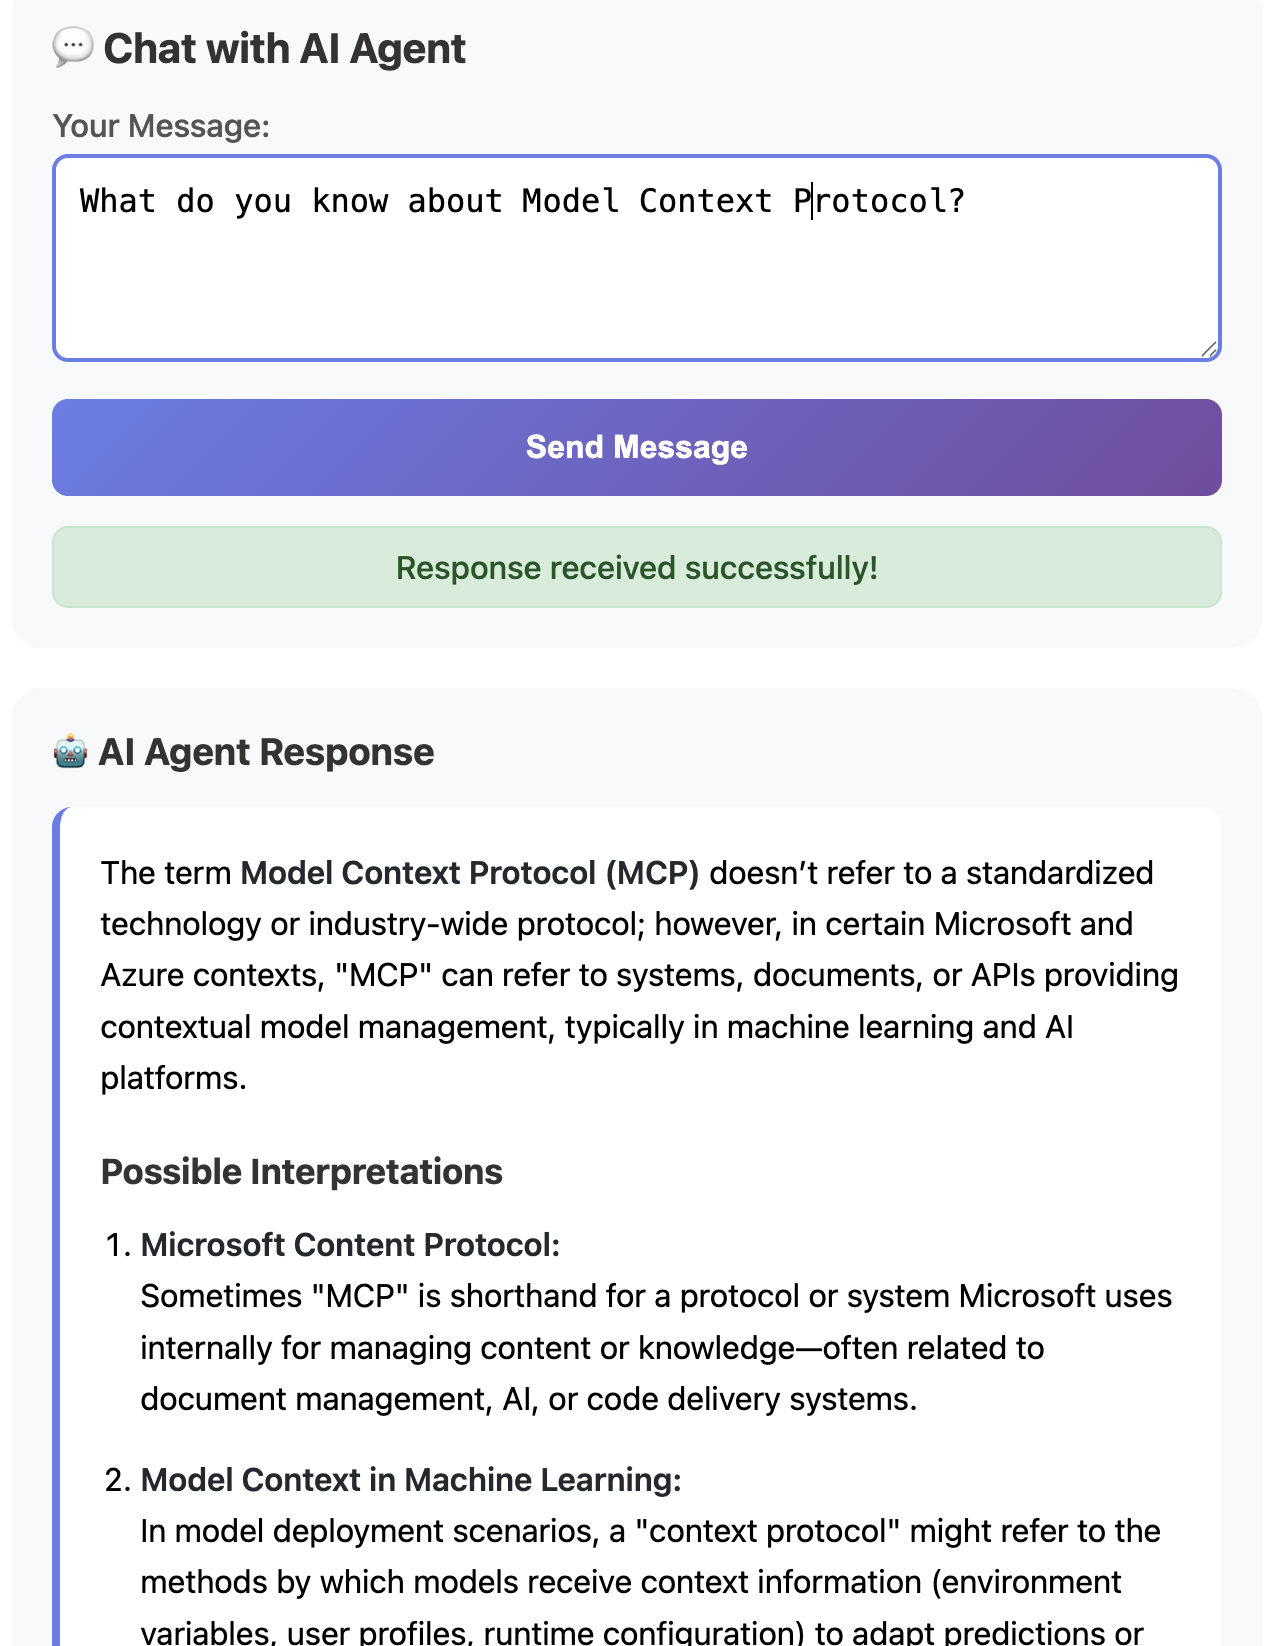 💬 Chat with AI Agent
Your Message:
What do you know about Model Context Protocol?
Send Message
Response received successfully!
🤖 AI Agent Response
The term Model Context Protocol (MCP) doesn’t refer to a standardized
technology or industry-wide protocol; however, in certain Microsoft and
Azure contexts, "MCP" can refer to systems, documents, or APIs providing
contextual model management, typically in machine learning and AI
platforms.
Possible Interpretations
1. Microsoft Content Protocol:
Sometimes "MCP" is shorthand for a protocol or system Microsoft uses
internally for managing content or knowledge—often related to
document management, AI, or code delivery systems.
2. Model Context in Machine Learning:
In model deployment scenarios, a "context protocol" might refer to the
methods by which models receive context information (environment
variables, user profiles, runtime configuration) to adapt predictions or